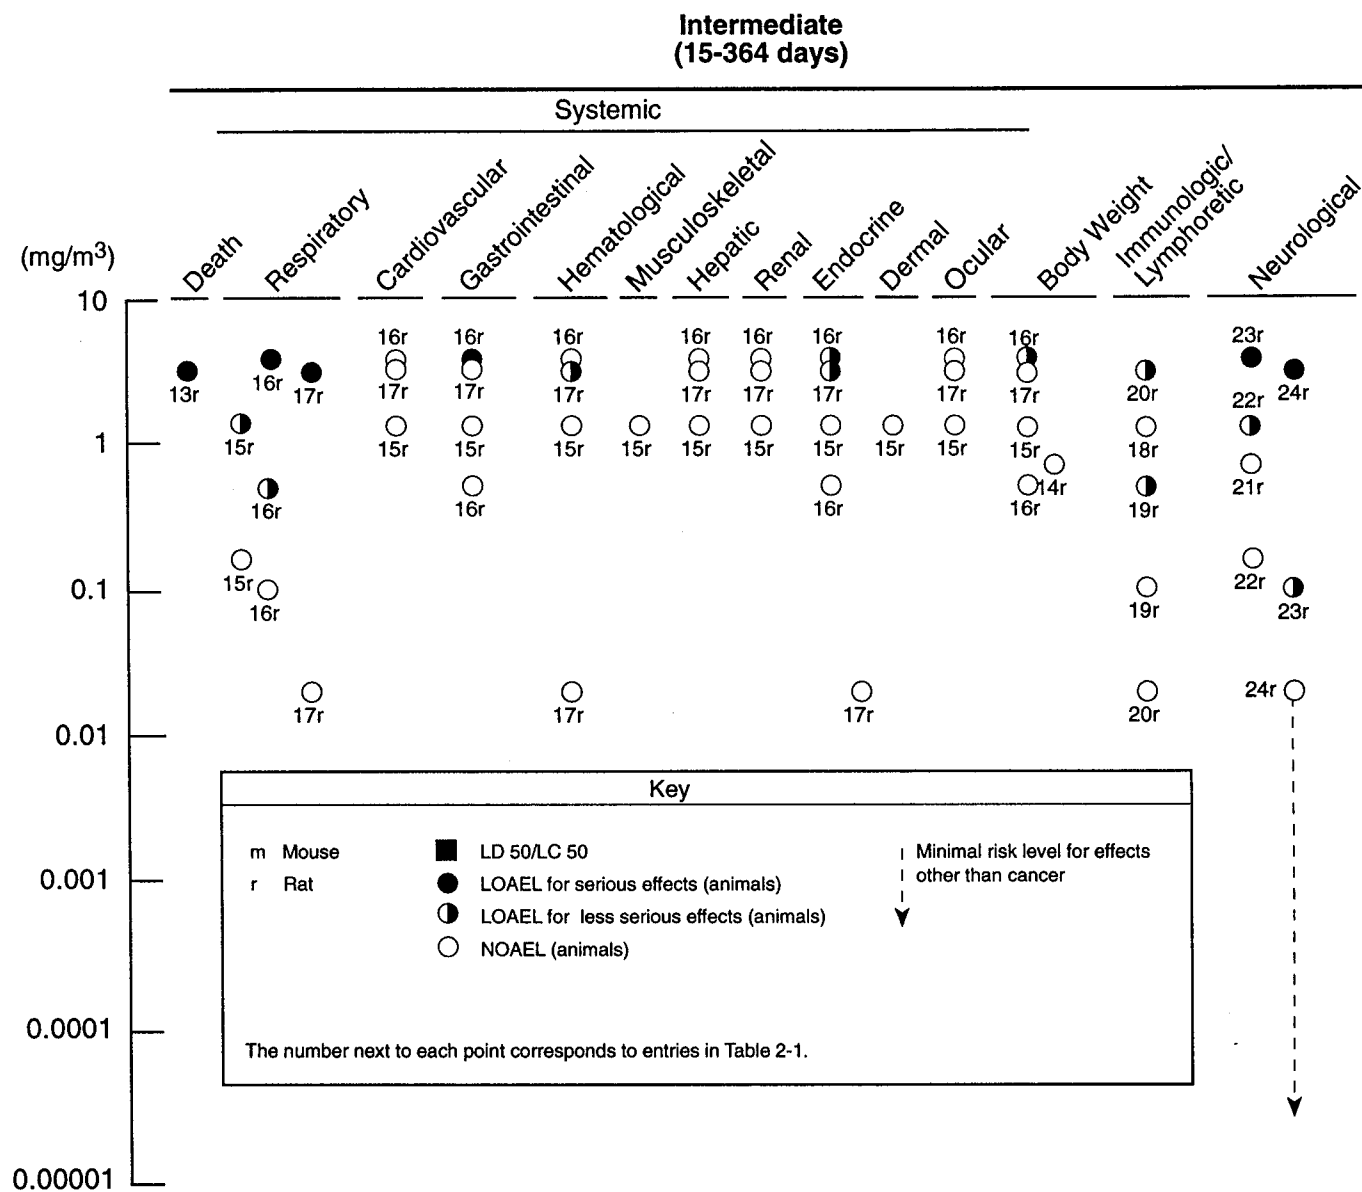 Intermediate
(15-364 days)
Systemic
(mg/m³)
Death
Respiratory
Cardiovascular
Gastrointestinal
Hematological
Musculoskeletal
Hepatic
Renal
Endocrine
Dermal
Ocular
Body Weight
Immunologic/
Lymphoretic
Neurological
10
16r 16r 16r 16r 16r 16r 16r 16r 23r
13r 16r 17r 17r 17r 17r 17r 17r 17r 17r 17r 20r 22r 24r
1
15r 15r 15r 15r 15r 15r 15r 15r 15r 15r 15r 18r
16r 16r 16r 16r 14r 19r 21r
0.1
15r 16r 19r 22r 23r
17r 17r 17r 20r 24r
0.01
Key
m Mouse
r Rat
LD 50/LC 50
LOAEL for serious effects (animals)
LOAEL for less serious effects (animals)
NOAEL (animals)
Minimal risk level for effects
other than cancer
The number next to each point corresponds to entries in Table 2-1.
0.001
0.0001
0.00001